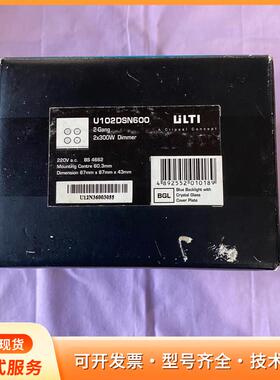 U102DSN600
2-Gang
2x300W Dimmer
ULTI
A Clipsal Concept
220V a.c. BS 4662
Mounting Centre 60.3mm
Dimension 87mm x 87mm x 43mm
4892552010189
BGL
Blue Backlight with
Crystal Glass
Cover Plate
U12N36003055
现货
式服务
可开发票·型号齐全·技术